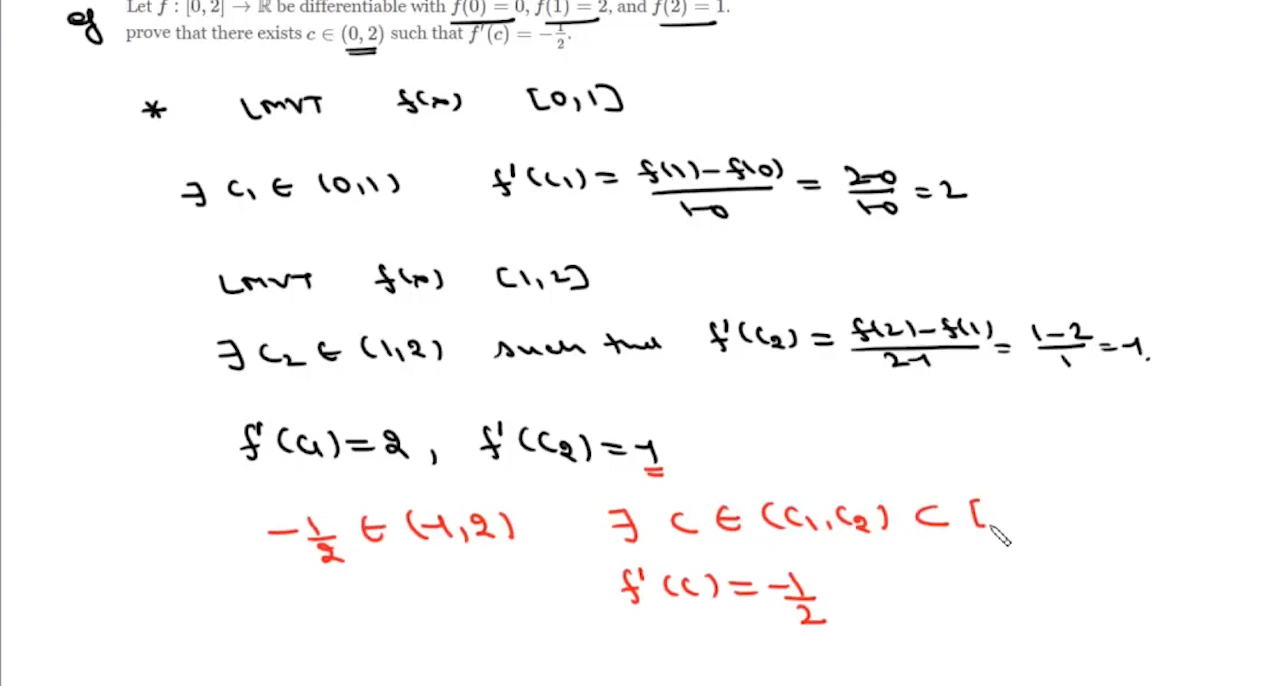 eg Let f : [0, 2] → ℝ be differentiable with f(0) = 0, f(1) = 2, and f(2) = 1.
prove that there exists c ∈ (0, 2) such that f′(c) = −1/2.
* LMVT f(x) [0,1]
∃ c₁ ∈ (0,1) f'(c₁) = (f(1)-f(0))/(1-0) = (2-0)/(1-0) = 2
LMVT f(x) [1,2]
∃ c₂ ∈ (1,2) such that f'(c₂) = (f(2)-f(1))/(2-1) = (1-2)/1 = -1.
f'(c₁) = 2, f'(c₂) = -1
-1/2 ∈ (-1,2) ∃ c ∈ (c₁,c₂) ⊂ [
f'(c) = -1/2